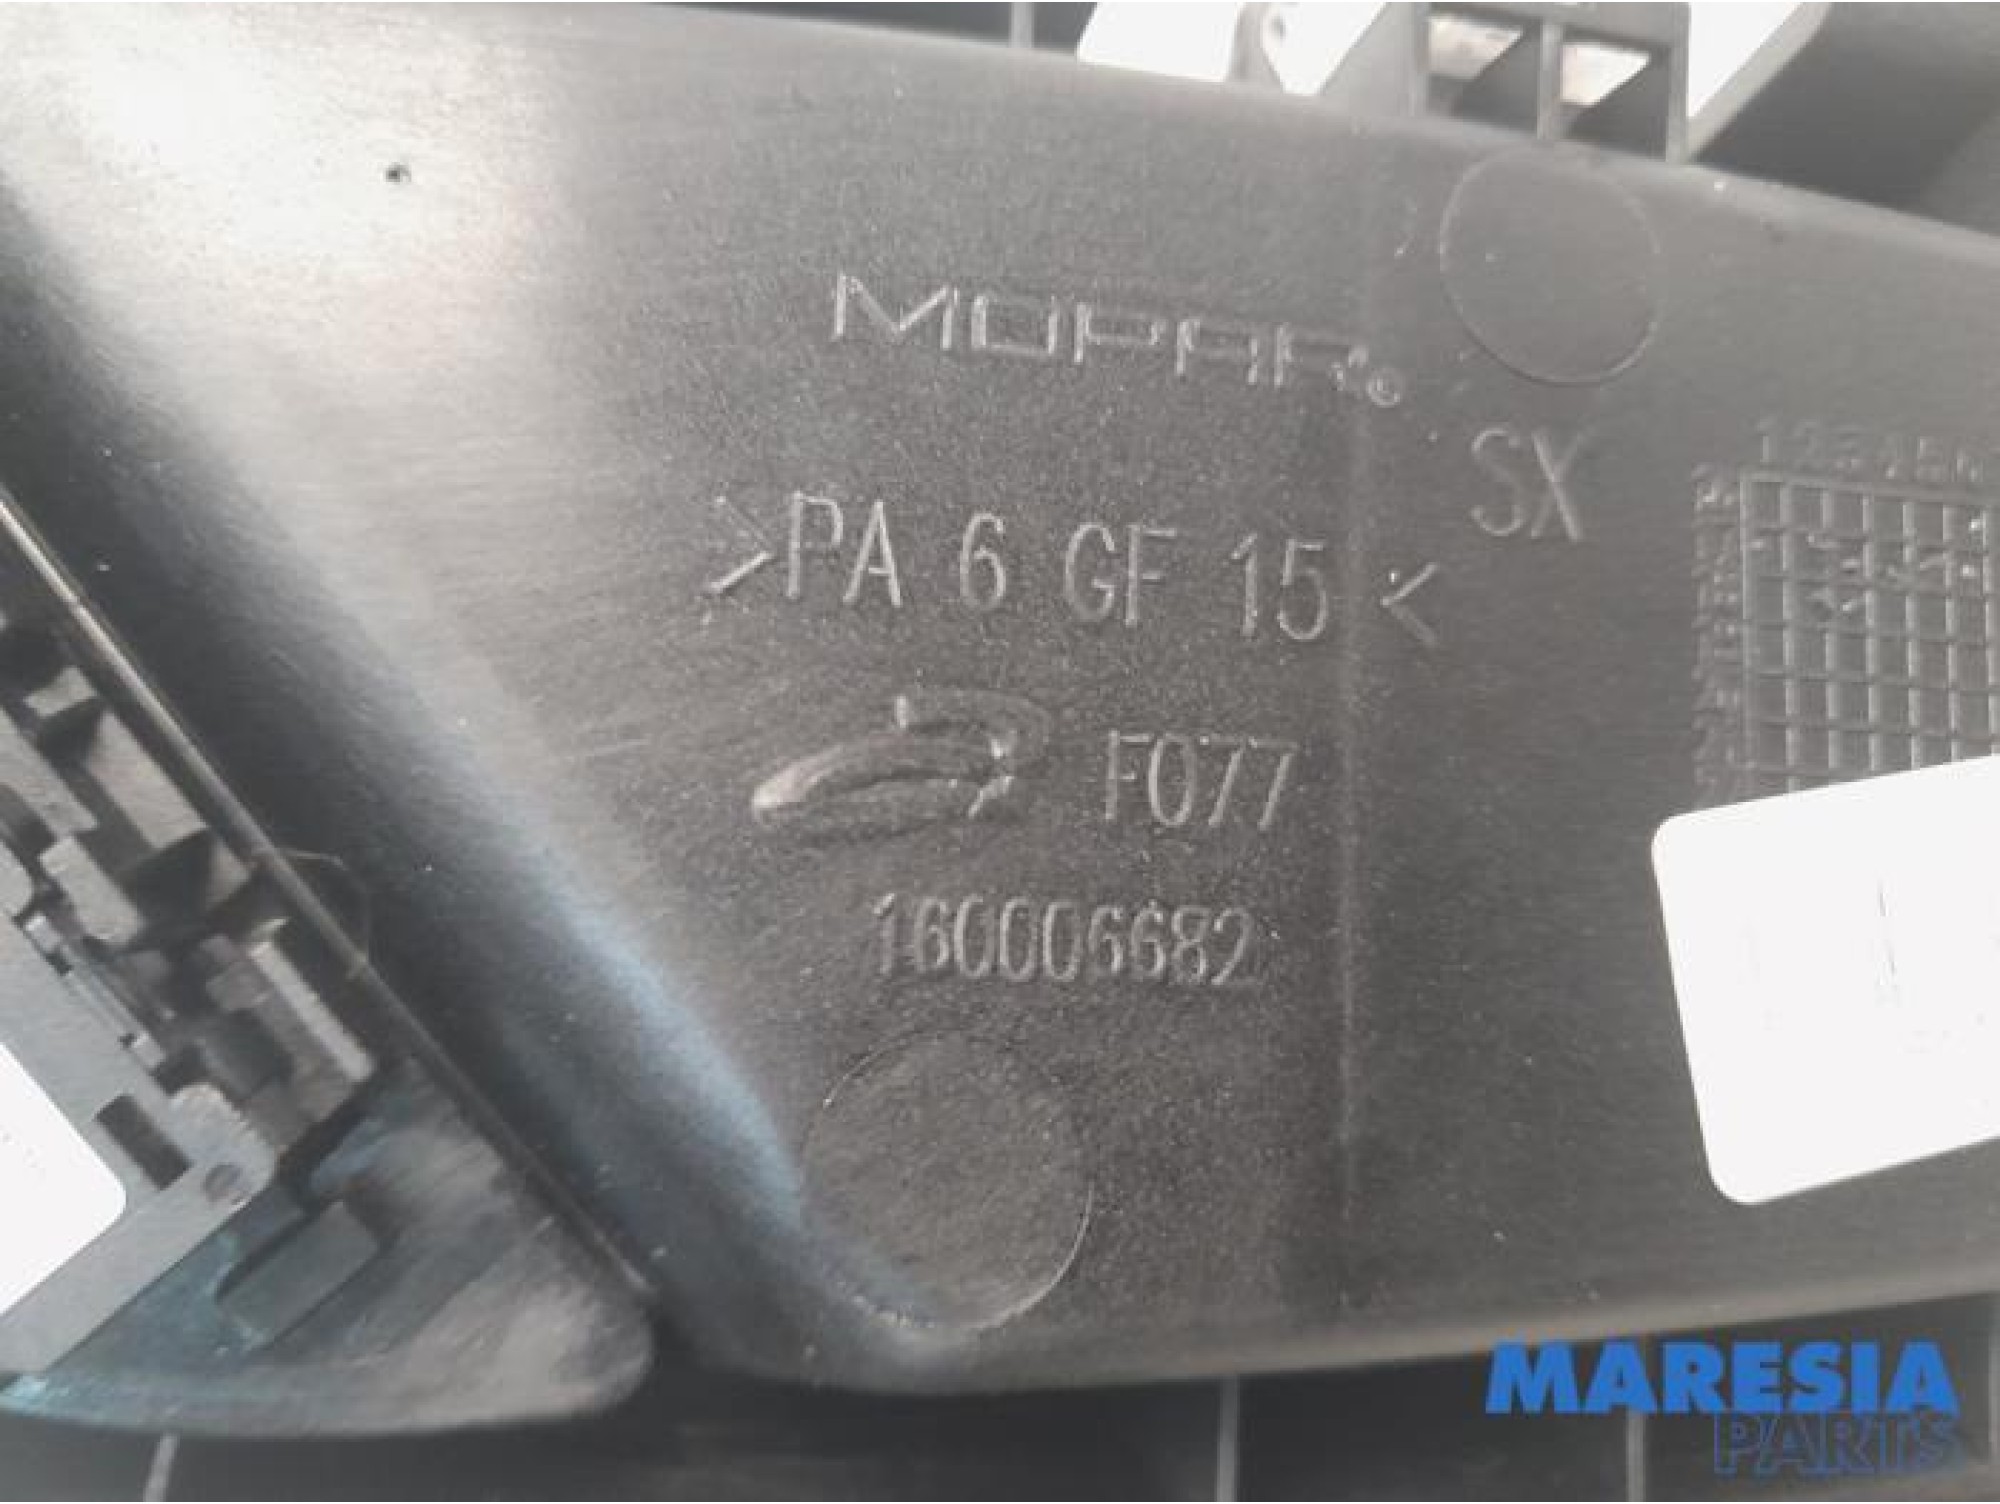 MOPAR©
SX
>PA 6 GF 15<
F077
160006682
MARESIA
PARTS